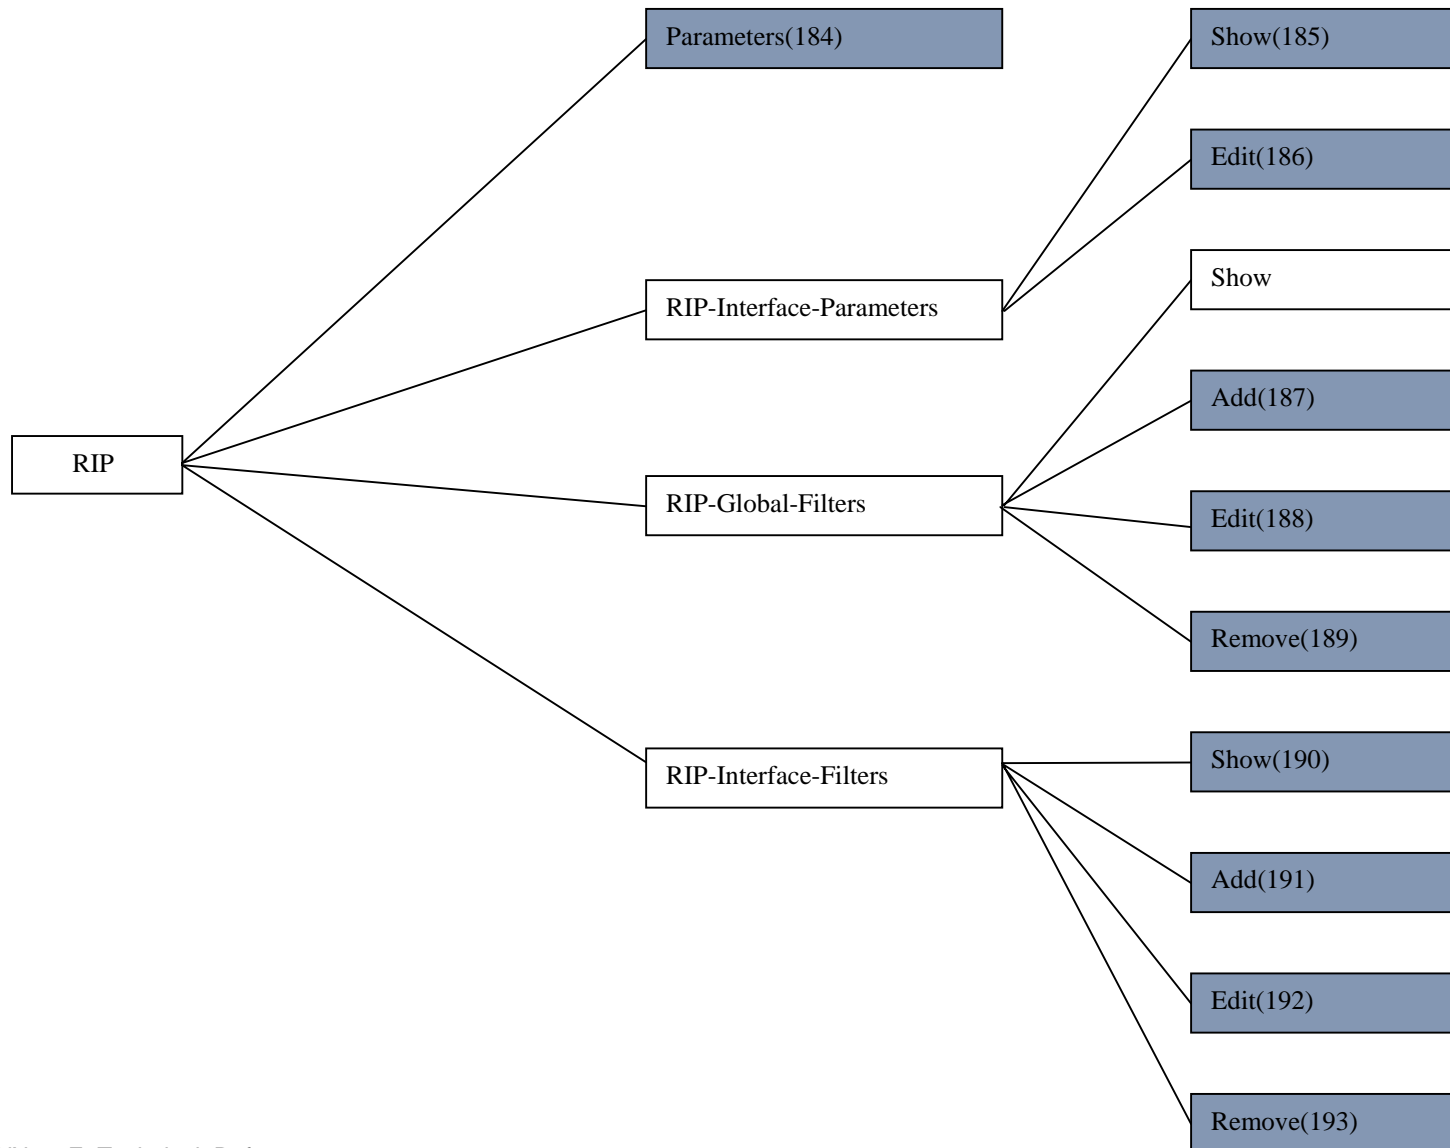 Parameters(184)
Show(185)
Edit(186)
Show
RIP-Interface-Parameters
Add(187)
RIP
RIP-Global-Filters
Edit(188)
Remove(189)
Show(190)
RIP-Interface-Filters
Add(191)
Edit(192)
Remove(193)